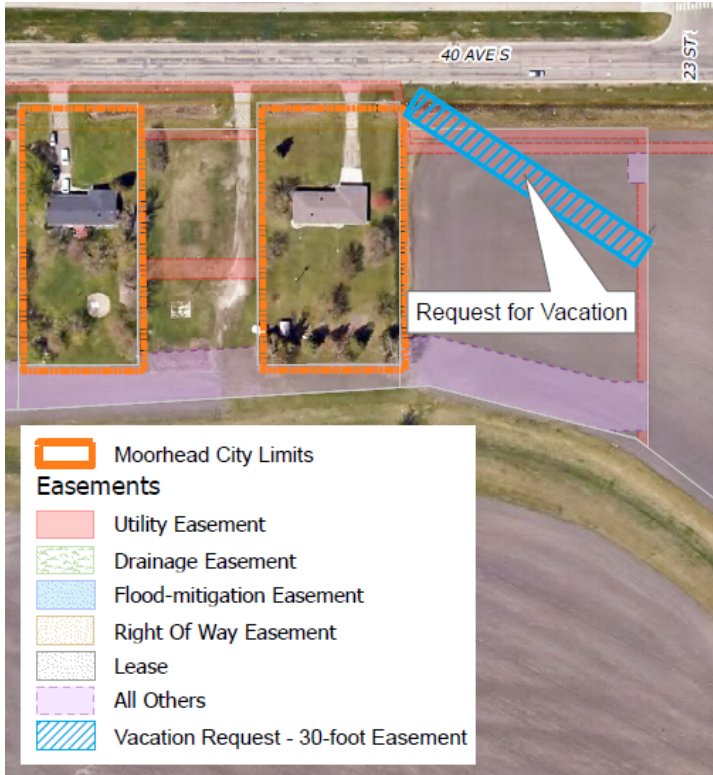 40 AVE S
23 ST
Request for Vacation
Moorhead City Limits
Easements
Utility Easement
Drainage Easement
Flood-mitigation Easement
Right Of Way Easement
Lease
All Others
Vacation Request - 30-foot Easement